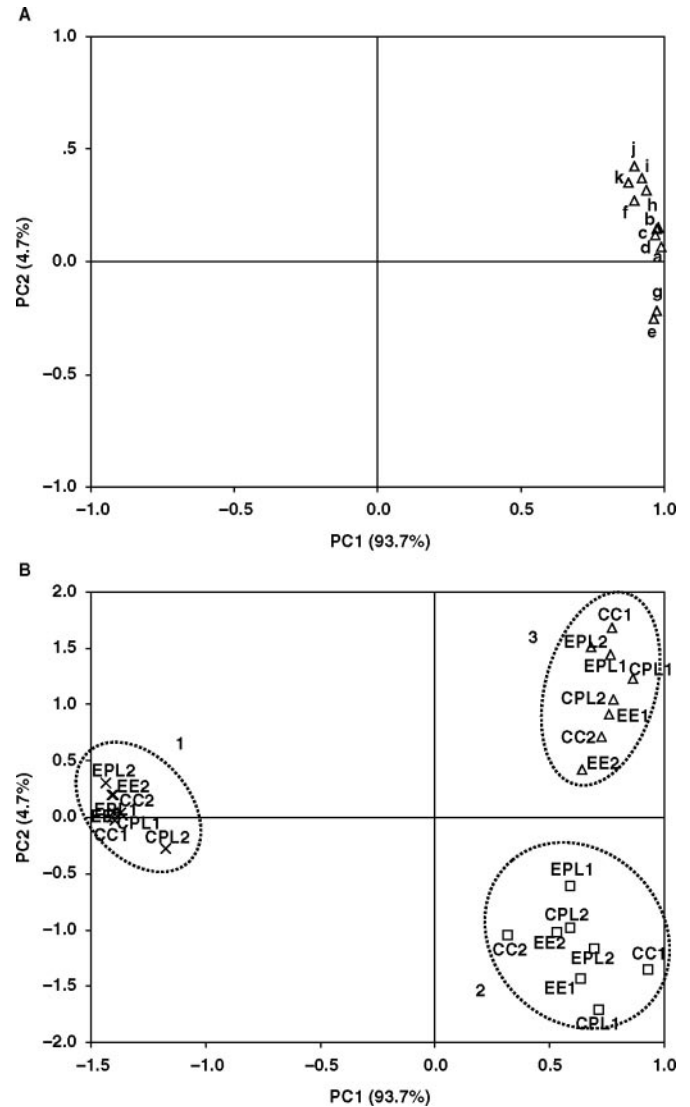 A
1.0
.5
0.0
−0.5
−1.0
PC2 (4.7%)
j
i
k
h
f
b
c
d
a
g
e
−1.0 −0.5 0.0 0.5 1.0
PC1 (93.7%)
B
2.0
1.5
1.0
0.5
0.0
−0.5
−1.0
−1.5
−2.0
PC2 (4.7%)
3
CC1
EPL2
EPL1
CPL1
CPL2
EE1
CC2
EE2
1
EPL2
EE2
CC2
EPL1
CPL1
CC1
CPL2
EPL1
CPL2
EE2
CC2
EPL2
CC1
EE1
2
CPL1
−1.5 −1.0 0.0 0.5 1.0
PC1 (93.7%)